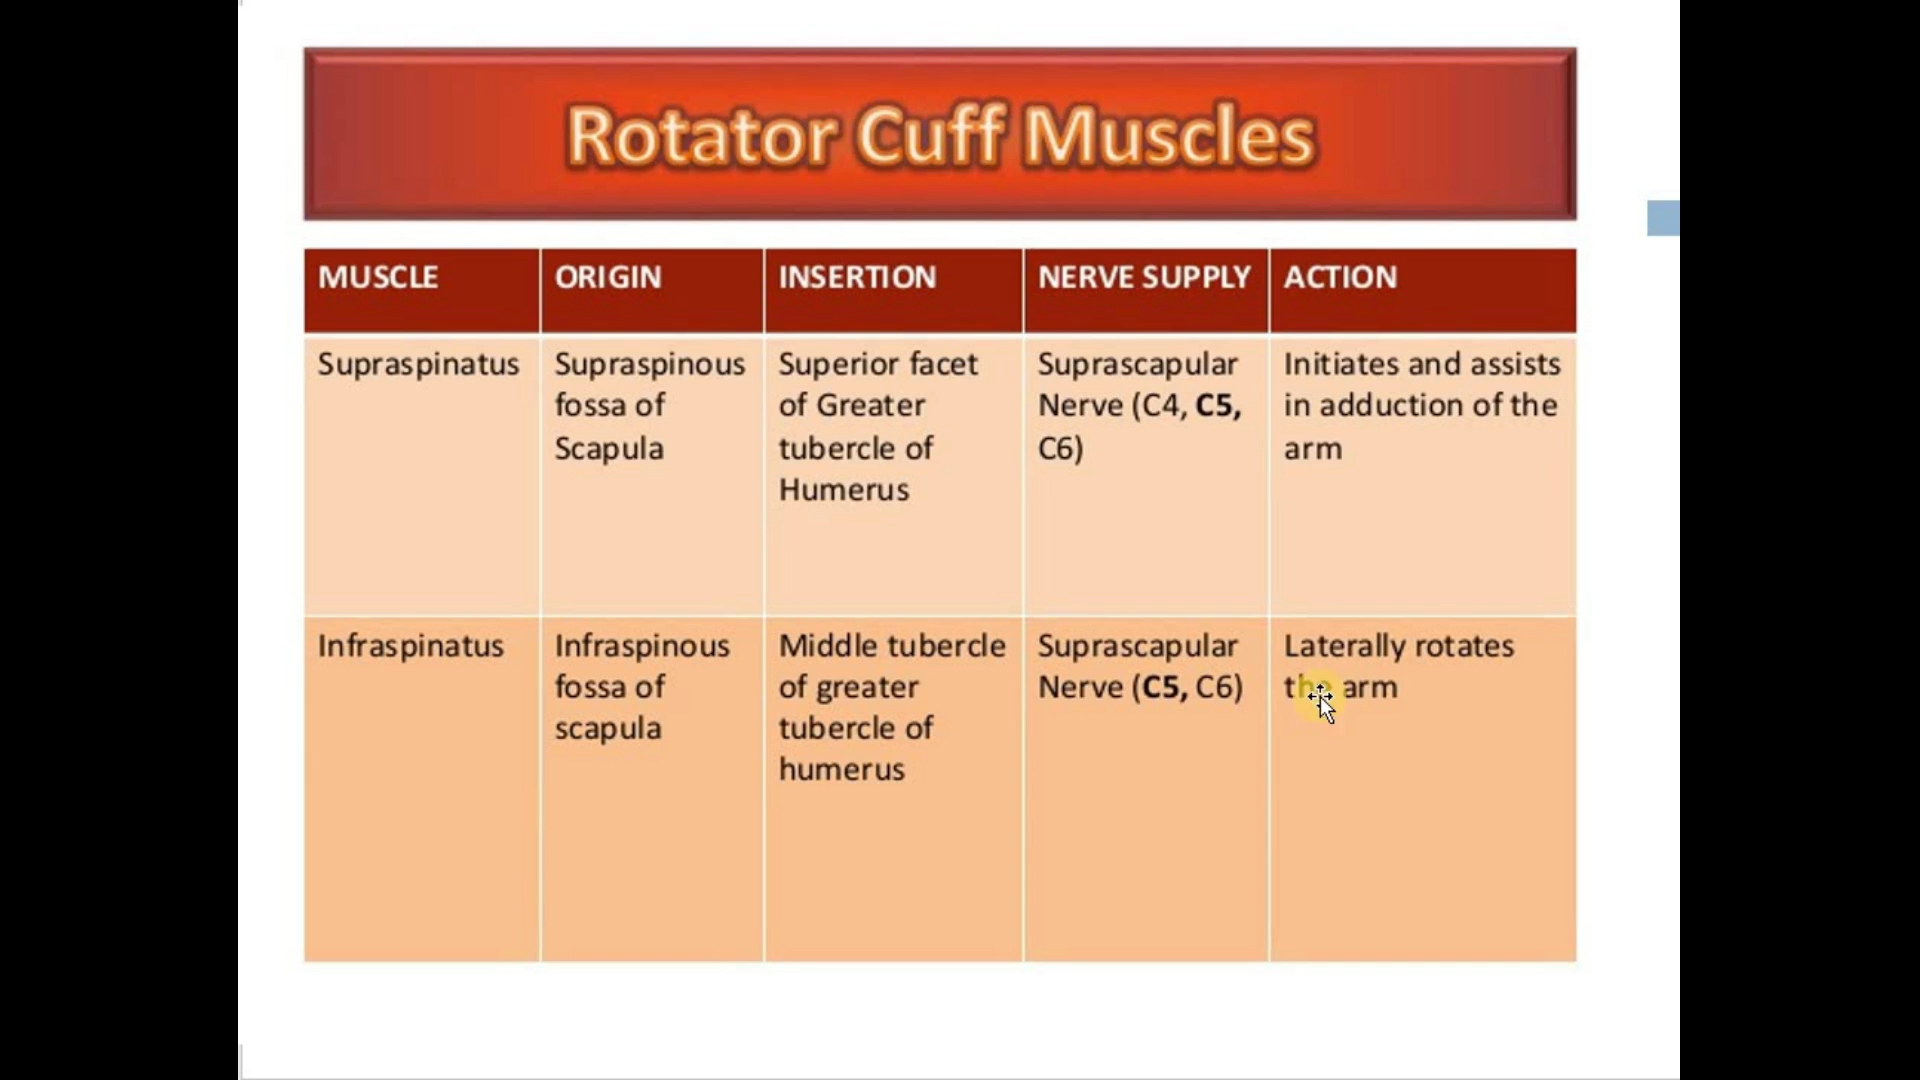 Rotator Cuff Muscles
MUSCLE
ORIGIN
INSERTION
NERVE SUPPLY
ACTION
Supraspinatus
Supraspinous
fossa of
Scapula
Superior facet
of Greater
tubercle of
Humerus
Suprascapular
Nerve (C4, C5,
C6)
Initiates and assists
in adduction of the
arm
Infraspinatus
Infraspinous
fossa of
scapula
Middle tubercle
of greater
tubercle of
humerus
Suprascapular
Nerve (C5, C6)
Laterally rotates
the arm